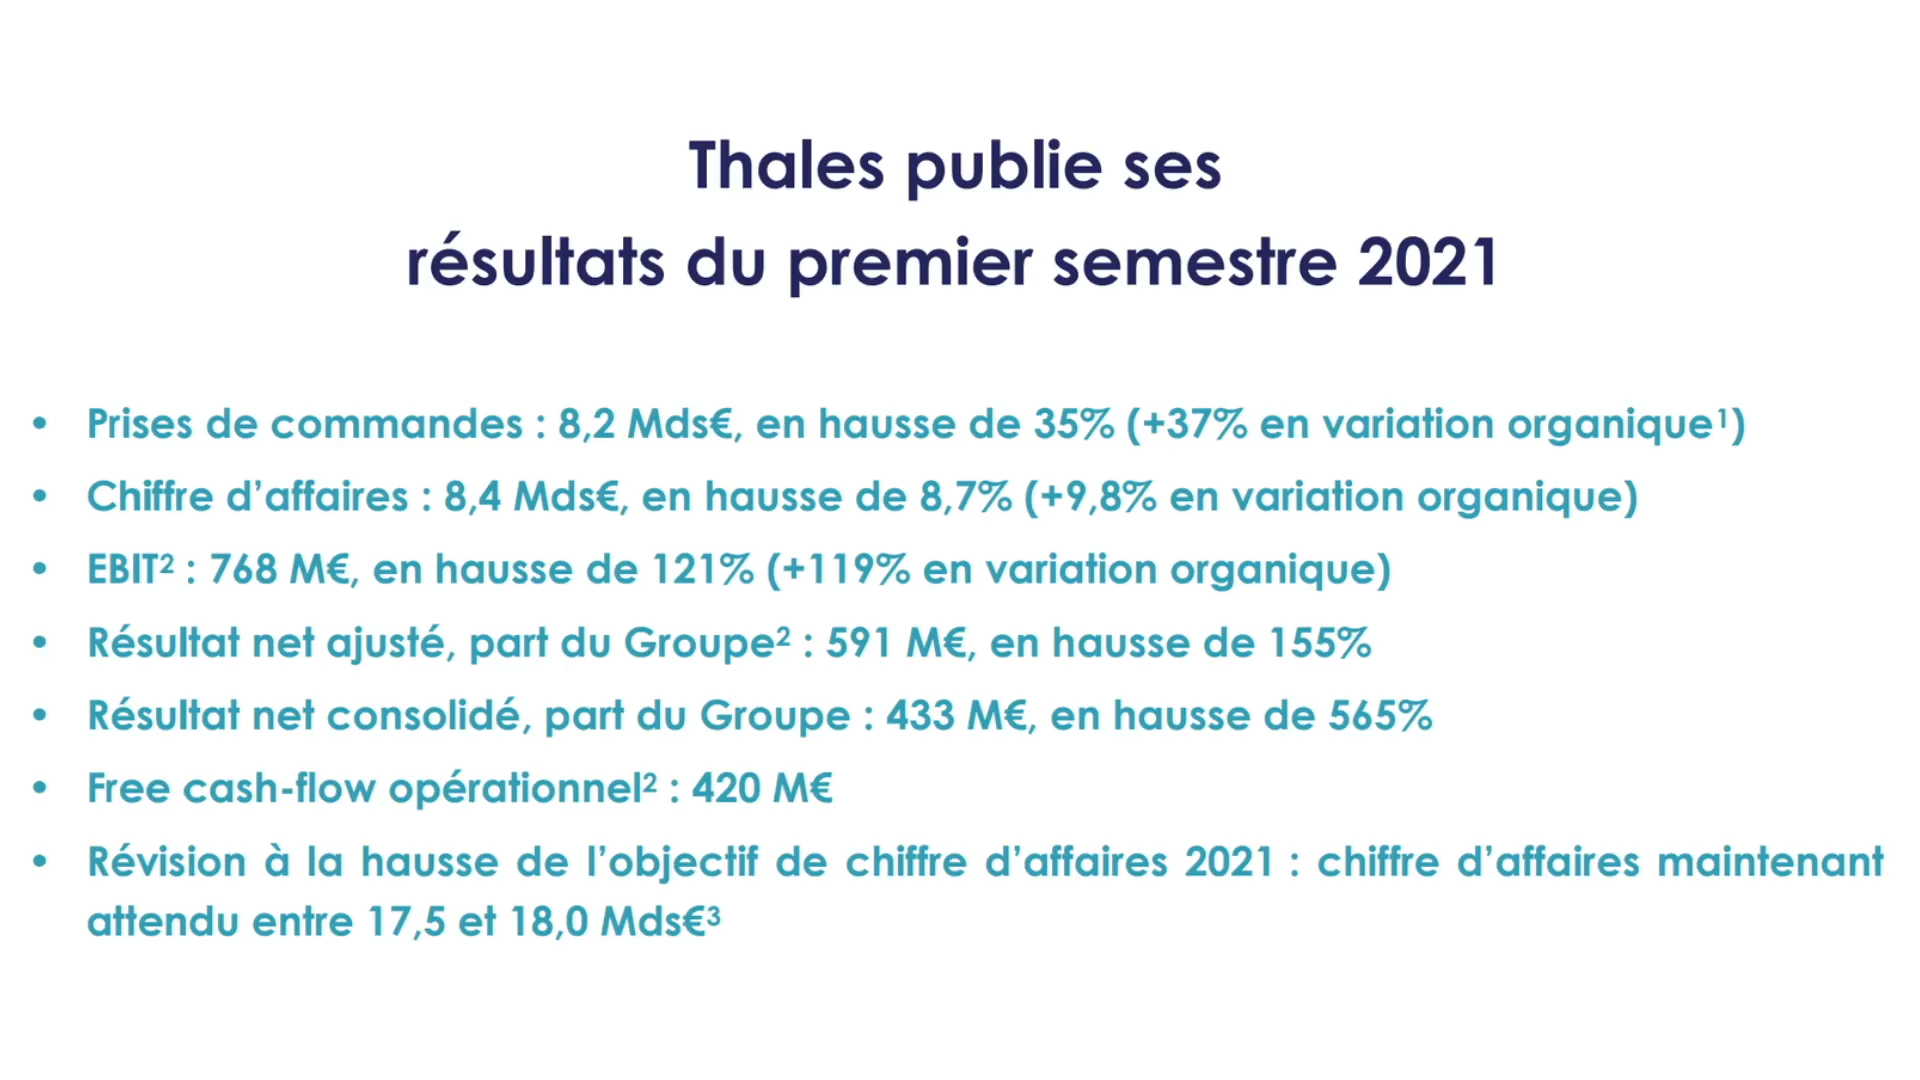 Thales publie ses
résultats du premier semestre 2021
• Prises de commandes : 8,2 Mds€, en hausse de 35% (+37% en variation organique¹)
• Chiffre d’affaires : 8,4 Mds€, en hausse de 8,7% (+9,8% en variation organique)
• EBIT² : 768 M€, en hausse de 121% (+119% en variation organique)
• Résultat net ajusté, part du Groupe² : 591 M€, en hausse de 155%
• Résultat net consolidé, part du Groupe : 433 M€, en hausse de 565%
• Free cash-flow opérationnel² : 420 M€
• Révision à la hausse de l’objectif de chiffre d’affaires 2021 : chiffre d’affaires maintenant
attendu entre 17,5 et 18,0 Mds€³